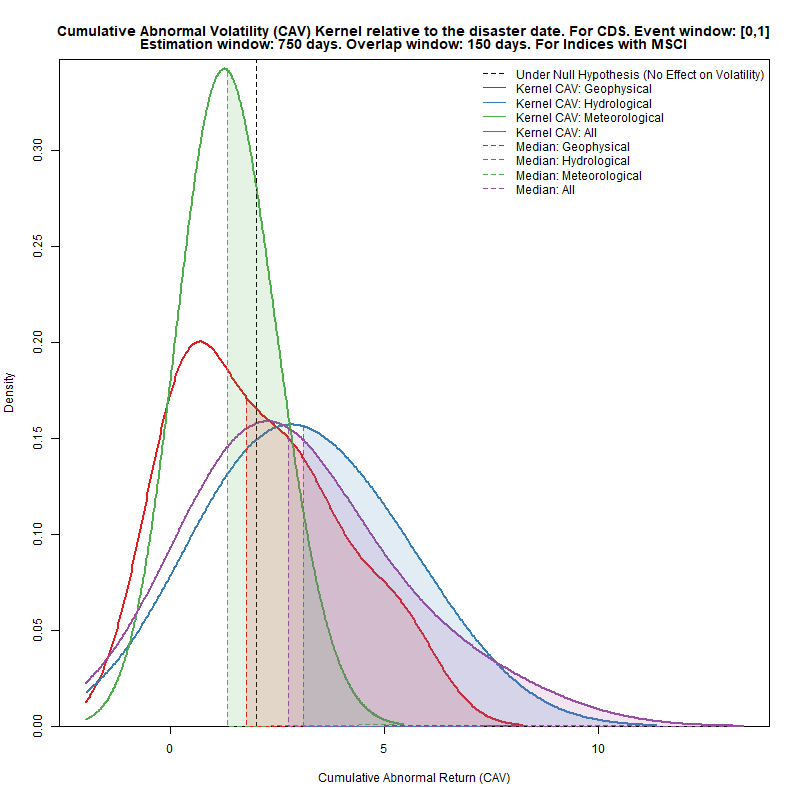 Cumulative Abnormal Volatility (CAV) Kernel relative to the disaster date. For CDS. Event window: [0,1]
Estimation window: 750 days. Overlap window: 150 days. For Indices with MSCI
Under Null Hypothesis (No Effect on Volatility)
Kernel CAV: Geophysical
Kernel CAV: Hydrological
Kernel CAV: Meteorological
Kernel CAV: All
Median: Geophysical
Median: Hydrological
Median: Meteorological
Median: All
Density
0.30
0.25
0.20
0.15
0.10
0.05
0.00
0
5
10
Cumulative Abnormal Return (CAV)